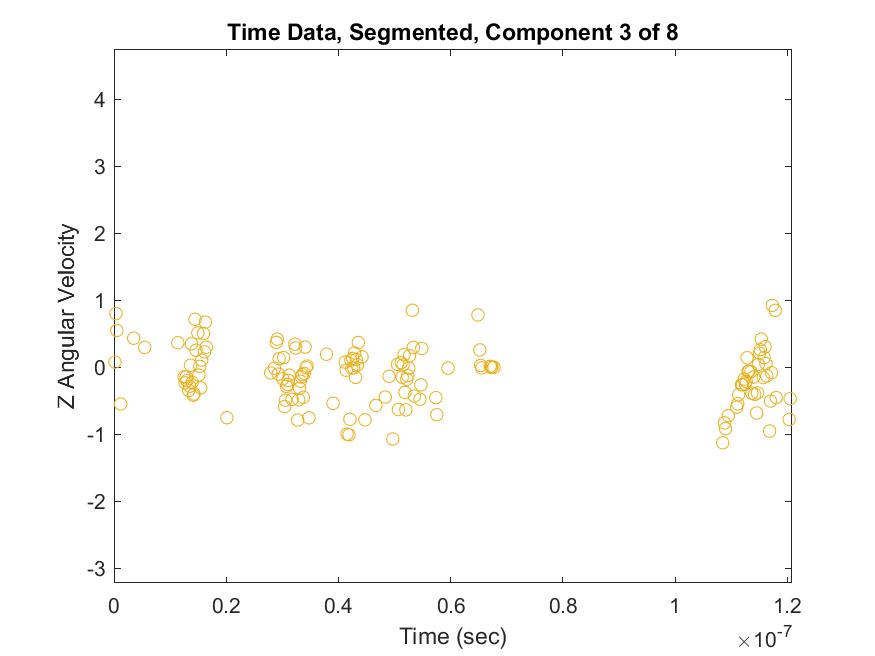 Time Data, Segmented, Component 3 of 8
4
3
2
1
0
-1
-2
-3
Z Angular Velocity
0 0.2 0.4 0.6 0.8 1 1.2
Time (sec)
×10-7